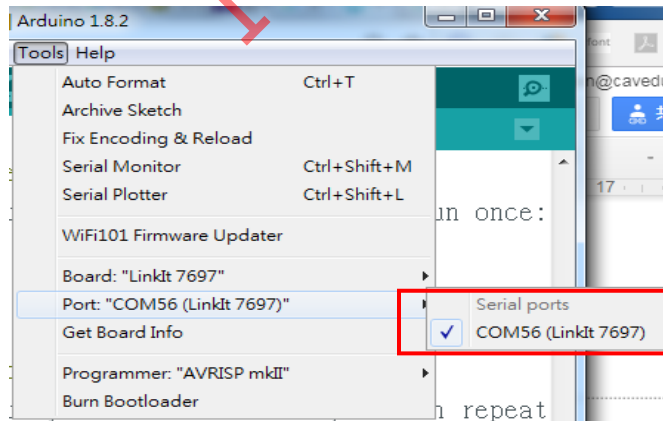 Arduino 1.8.2
Tools Help
font
Auto Format Ctrl+T
n@cavedu
Archive Sketch
Fix Encoding & Reload
Serial Monitor Ctrl+Shift+M
17
Serial Plotter Ctrl+Shift+L
un once:
WiFi101 Firmware Updater
Board: "LinkIt 7697"
Port: "COM56 (LinkIt 7697)"
Serial ports
Get Board Info
COM56 (LinkIt 7697)
Programmer: "AVRISP mkII"
Burn Bootloader
n repeat